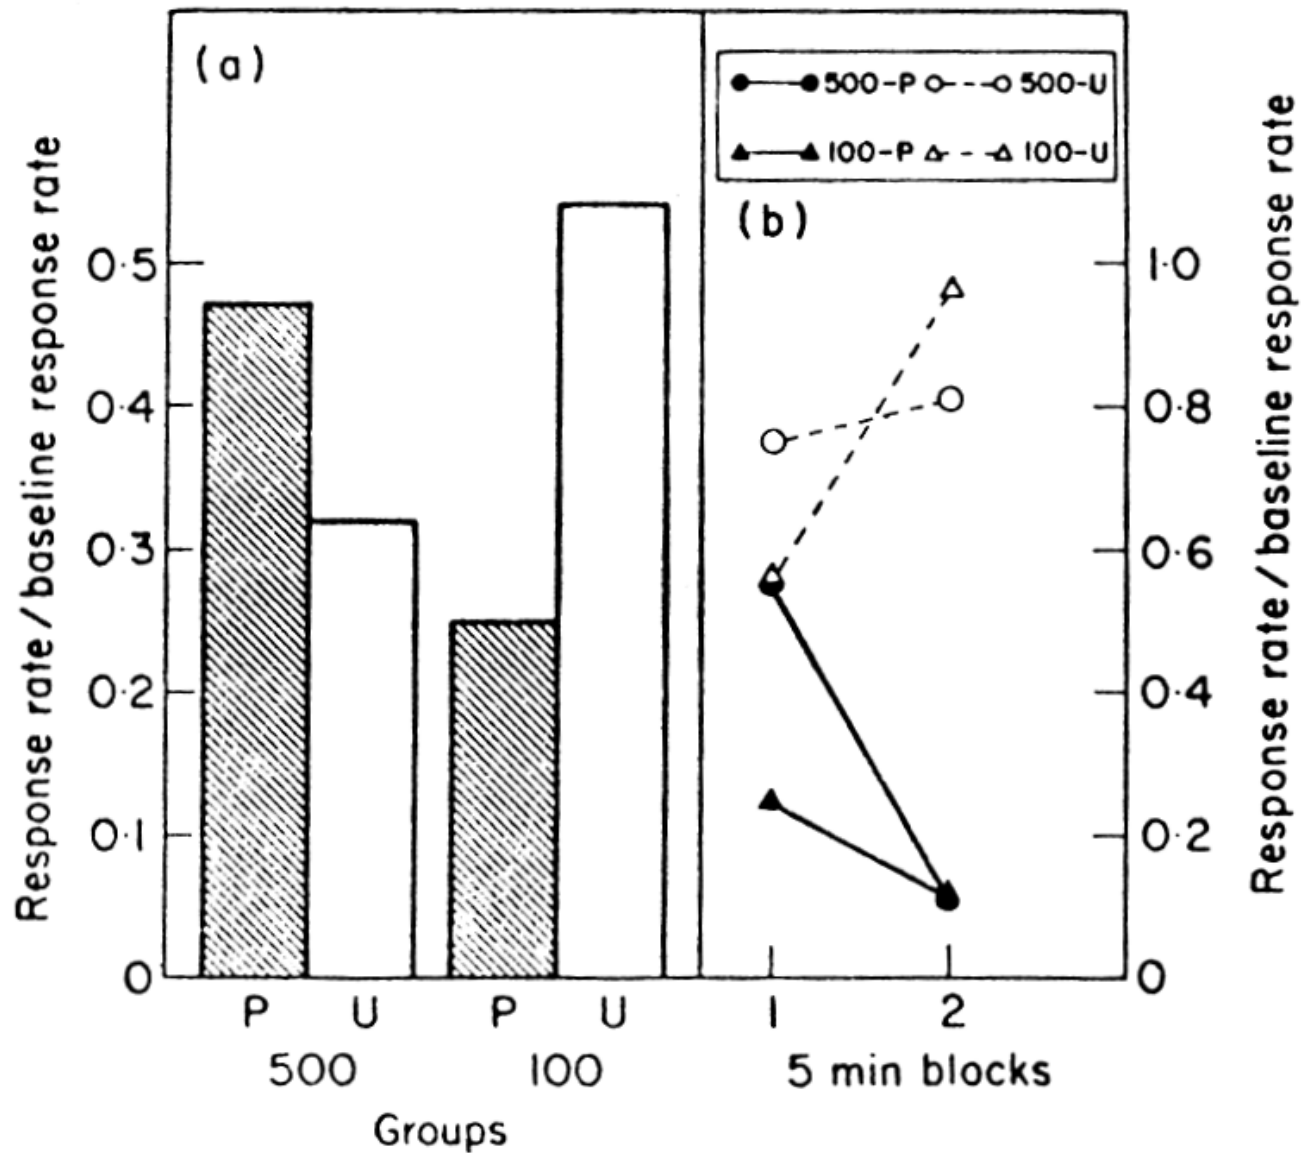 (a)
500-P 500-U
100-P 100-U
(b)
Response rate/baseline response rate
0·5
0·4
0·3
0·2
0·1
0
1·0
0·8
0·6
0·4
0·2
0
Response rate/baseline response rate
P U P U
500 100
Groups
1 2
5 min blocks